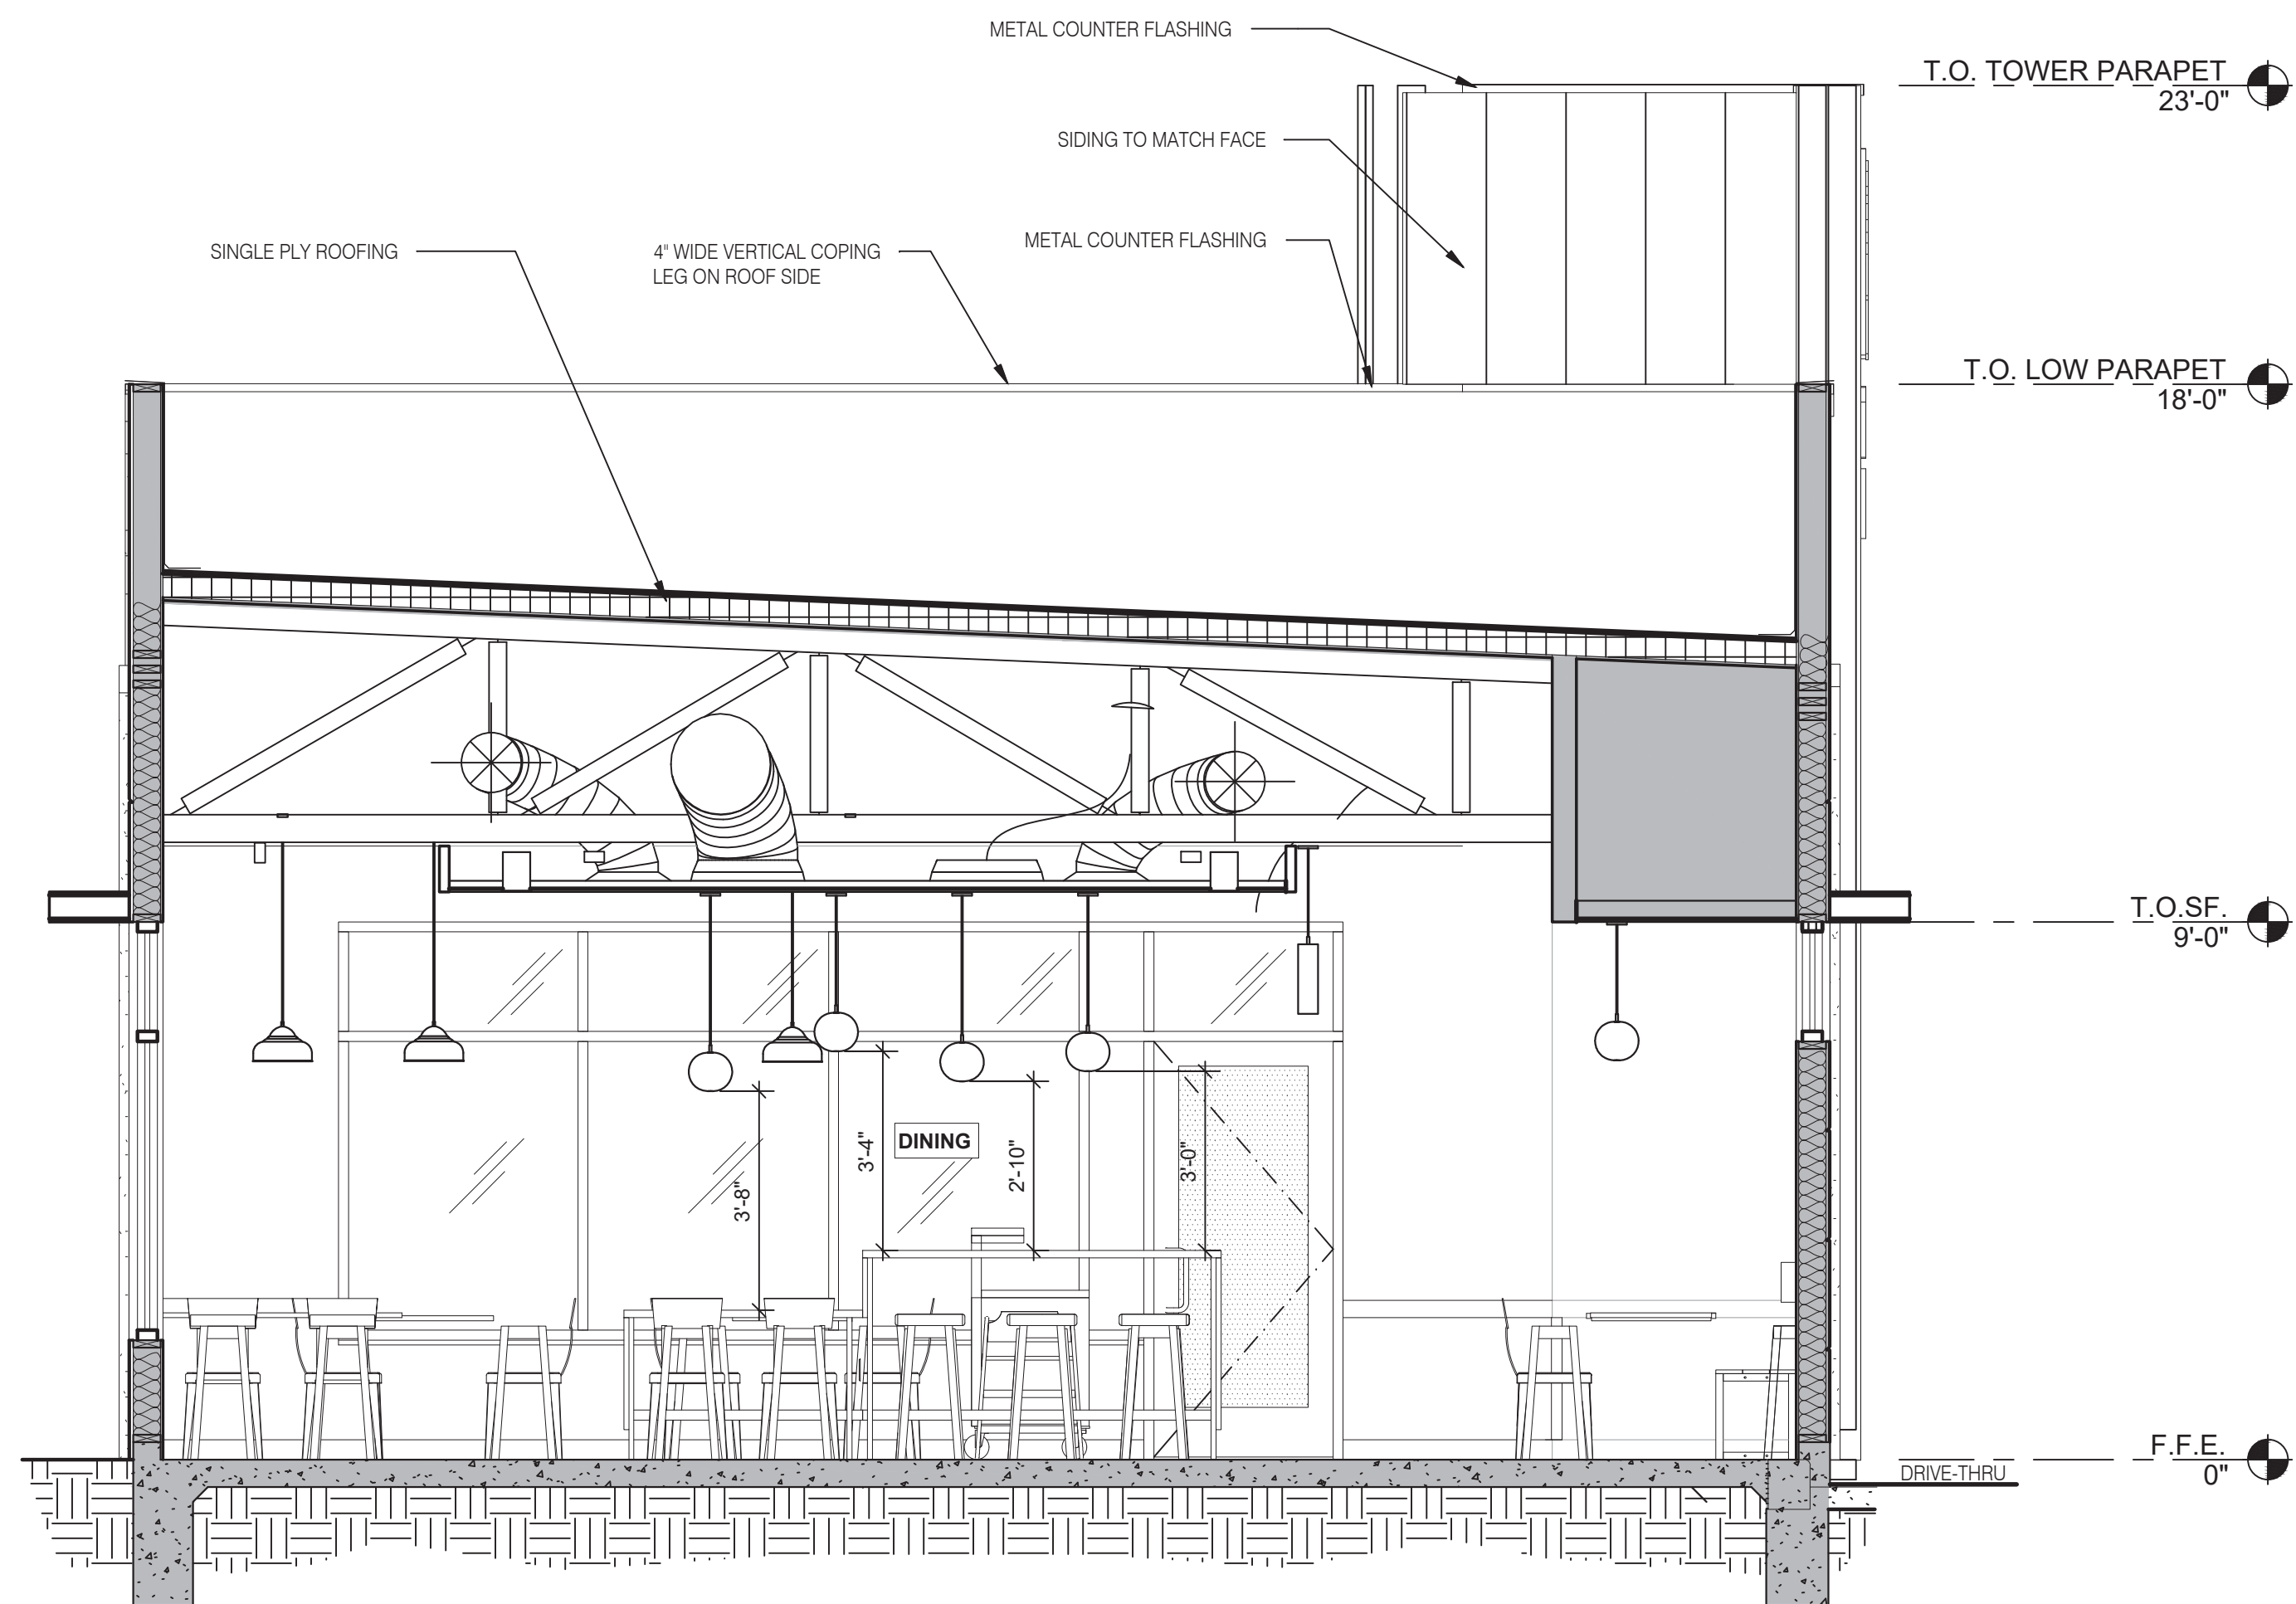 METAL COUNTER FLASHING
T.O. TOWER PARAPET
23'-0"
SIDING TO MATCH FACE
METAL COUNTER FLASHING
SINGLE PLY ROOFING
4" WIDE VERTICAL COPING
LEG ON ROOF SIDE
T.O. LOW PARAPET
18'-0"
T.O.SF.
9'-0"
DINING
3'-8"
3'-4"
2'-10"
3'-0"
F.F.E.
0"
DRIVE-THRU